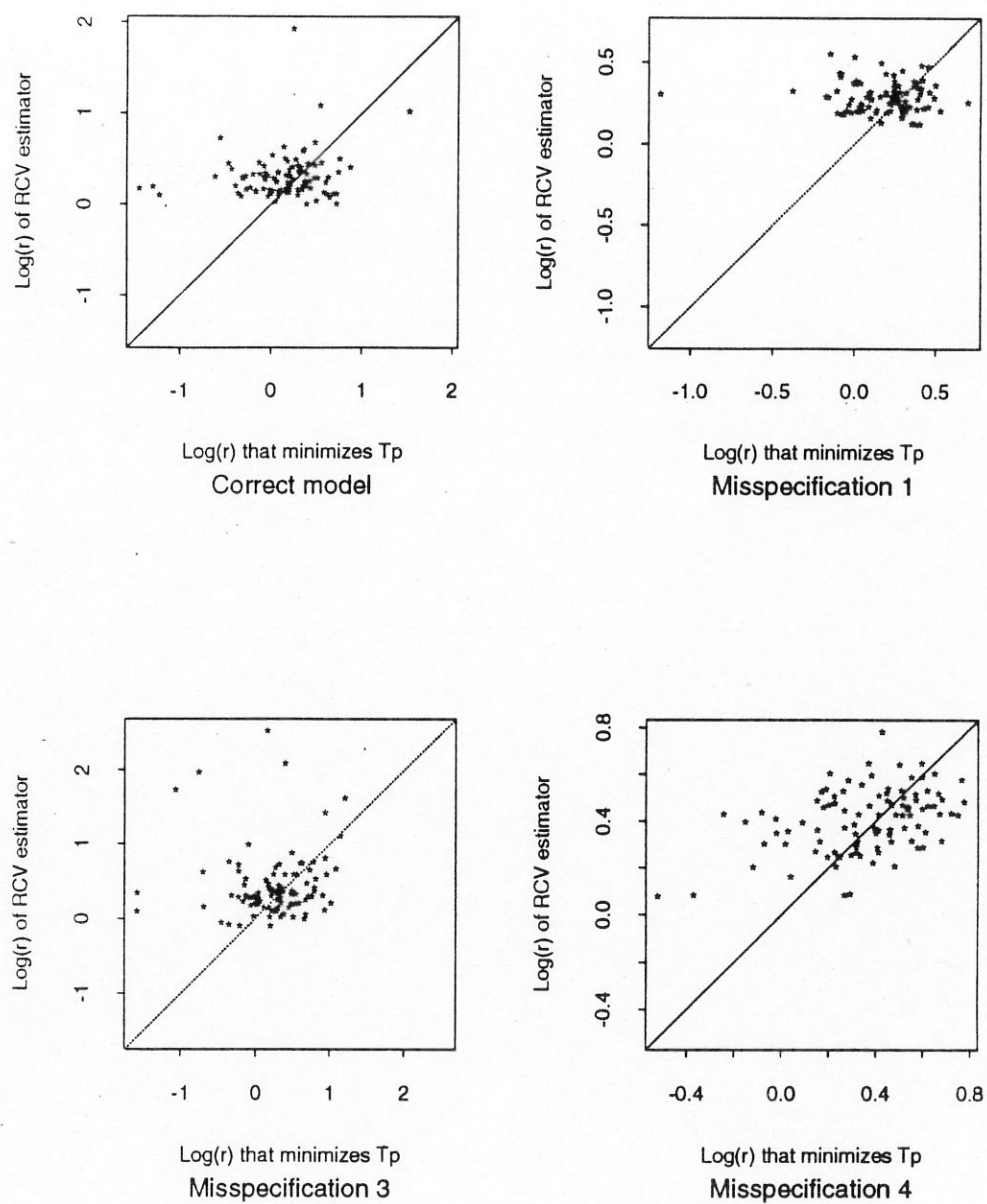 Log(r) of RCV estimator
2
1
0
-1
-1 0 1 2
Log(r) that minimizes Tp
Correct model
Log(r) of RCV estimator
0.5
0.0
-0.5
-1.0
-1.0 0.0 0.5
Log(r) that minimizes Tp
Misspecification 1
Log(r) of RCV estimator
2
1
0
-1
-1 0 1 2
Log(r) that minimizes Tp
Misspecification 3
Log(r) of RCV estimator
0.8
0.4
0.0
-0.4
-0.4 0.0 0.4 0.8
Log(r) that minimizes Tp
Misspecification 4